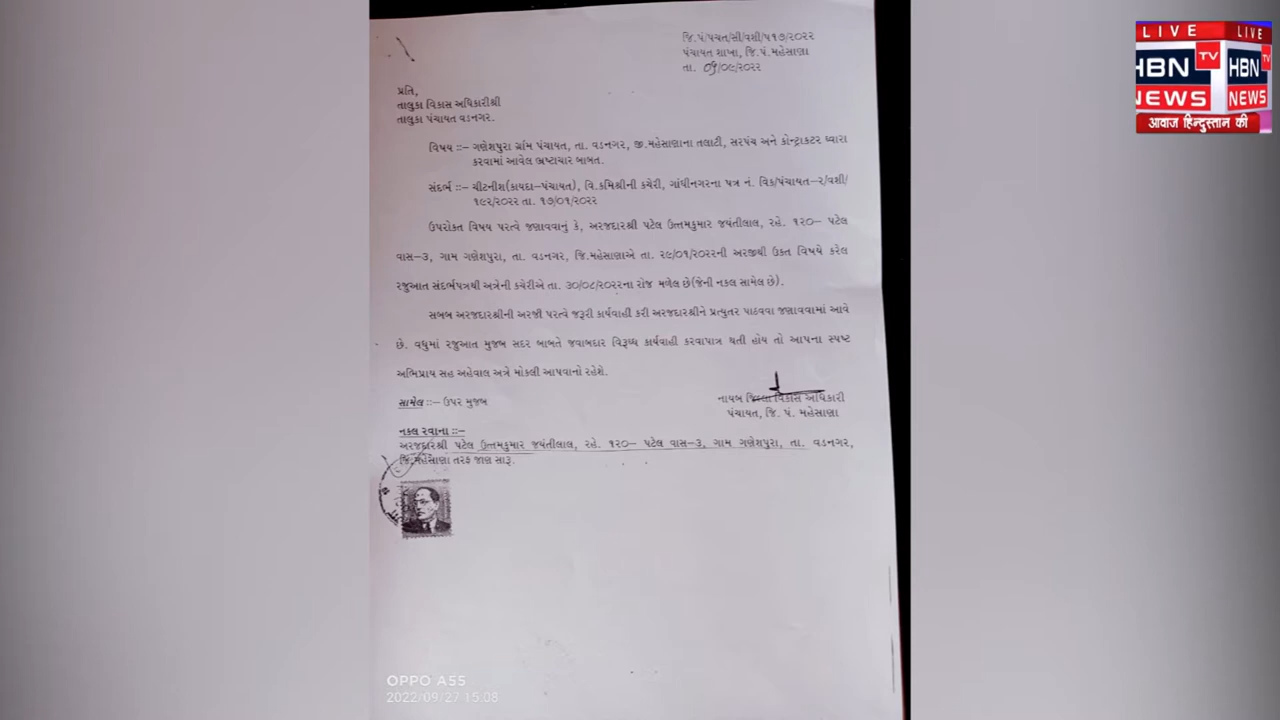 જિ.પં/પચત/સી/વશી/૫૧૭/૨૦૨૨
પંચાયત શાખા, જિ.પં.મહેસાણા
તા. ૦૧/૦૯/૨૦૨૨
પ્રતિ,
તાલુકા વિકાસ અધિકારીશ્રી
તાલુકા પંચાયત વડનગર.
વિષય ઃ- ગણેશપુરા ગ્રામ પંચાયત, તા. વડનગર, જી.મહેસાણાના તલાટી, સરપંચ અને કોન્ટ્રાકટર ધ્વારા
કરવામાં આવેલ ભ્રષ્ટાચાર બાબત.
સંદર્ભ ઃ- ચીટનીશ(કાયદા-પંચાયત), વિ.કમિશ્રીની કચેરી, ગાંધીનગરના પત્ર નં. વિક/પંચાયત-૨/વશી/
૧૯૨/૨૦૨૨ તા. ૧૭/૦૧/૨૦૨૨
ઉપરોકત વિષય પરત્વે જણાવવાનું કે, અરજદારશ્રી પટેલ ઉત્તમકુમાર જયંતીલાલ, રહે. ૧૨૦- પટેલ
વાસ-૩, ગામ ગણેશપુરા, તા. વડનગર, જિ.મહેસાણાએ તા. ૨૯/૦૧/૨૦૨૨ની અરજીથી ઉકત વિષયે કરેલ
રજુઆત સંદર્ભપત્રથી અત્રેની કચેરીએ તા. ૩૦/૦૮/૨૦૨૨ના રોજ મળેલ છે(જેની નકલ સામેલ છે).
સબબ અરજદારશ્રીની અરજી પરત્વે જરૂરી કાર્યવાહી કરી અરજદારશ્રીને પ્રત્યુતર પાઠવવા જણાવવામાં આવે
છે. વધુમાં રજુઆત મુજબ સદર બાબતે જવાબદાર વિરૂધ્ધ કાર્યવાહી કરવાપાત્ર થતી હોય તો આપના સ્પષ્ટ
અભિપ્રાય સહ અહેવાલ અત્રે મોકલી આપવાનો રહેશે.
સામેલ ઃ- ઉપર મુજબ
નાયબ જિલ્લા વિકાસ અધિકારી
પંચાયત, જિ. પં. મહેસાણા
નકલ રવાના ઃ-
અરજદારશ્રી પટેલ ઉત્તમકુમાર જયંતીલાલ, રહે. ૧૨૦- પટેલ વાસ-૩, ગામ ગણેશપુરા, તા. વડનગર,
જિ.મહેસાણા તરફ જાણ સારૂ.
OPPO A55
2022/09/27 15:08
LIVE LIVE
HBN TV HBN TV
NEWS NEWS
आवाज हिन्दुस्तान की